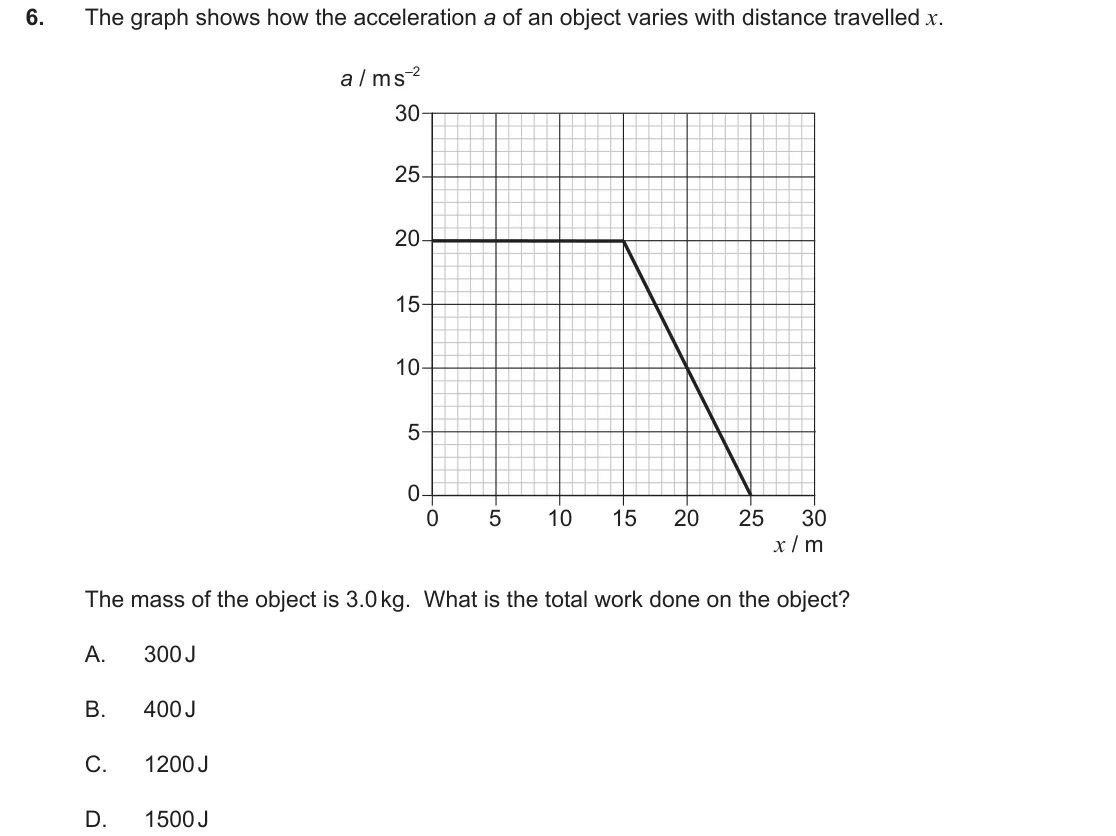 6. The graph shows how the acceleration a of an object varies with distance travelled x.
a / m s⁻²
30
25
20
15
10
5
0
0 5 10 15 20 25 30
x / m
The mass of the object is 3.0 kg. What is the total work done on the object?
A. 300 J
B. 400 J
C. 1200 J
D. 1500 J